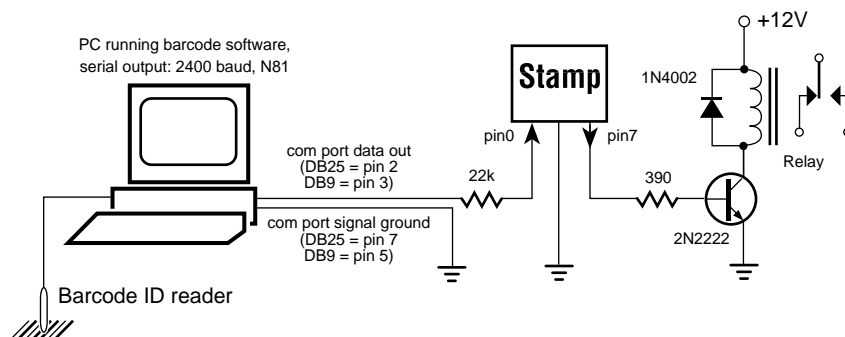 PC running barcode software,
serial output: 2400 baud, N81
com port data out
(DB25 = pin 2
DB9 = pin 3)
com port signal ground
(DB25 = pin 7
DB9 = pin 5)
Barcode ID reader
22k
Stamp
pin0
pin7
390
+12V
1N4002
Relay
2N2222